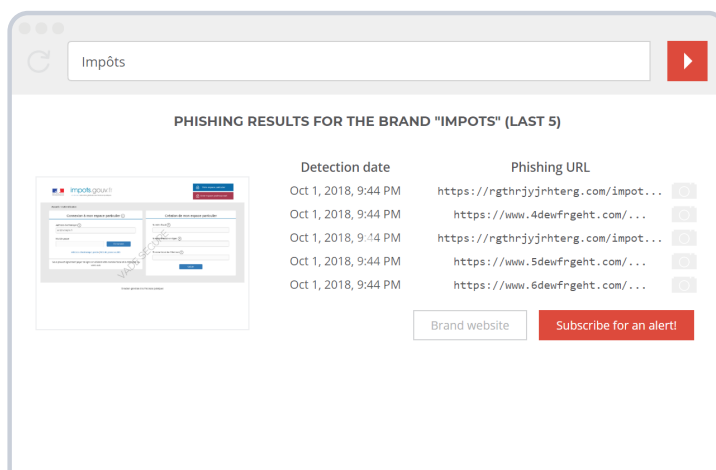 Impôts
PHISHING RESULTS FOR THE BRAND "IMPOTS" (LAST 5)
Detection date Phishing URL
Oct 1, 2018, 9:44 PM https://rgthrjyjrhterg.com/impot...
Oct 1, 2018, 9:44 PM https://www.4dewfrgeht.com/...
Oct 1, 2018, 9:44 PM https://rgthrjyjrhterg.com/impot...
Oct 1, 2018, 9:44 PM https://www.5dewfrgeht.com/...
Oct 1, 2018, 9:44 PM https://www.6dewfrgeht.com/...
impots.gouv.fr
VADE SECURE
Brand website
Subscribe for an alert!